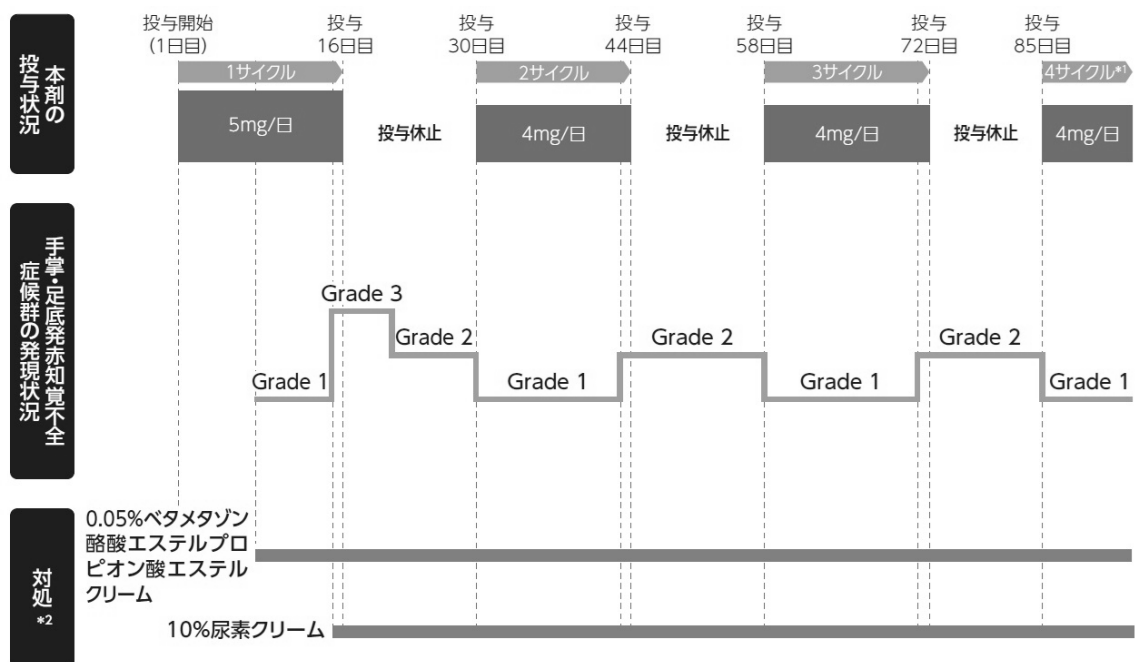 本剤の
投与状況
投与開始
(1日目)
投与
16日目
投与
30日目
投与
44日目
投与
58日目
投与
72日目
投与
85日目
1サイクル
2サイクル
3サイクル
4サイクル*1
5mg/日
投与休止
4mg/日
投与休止
4mg/日
投与休止
4mg/日
手掌・足底発赤知覚不全
症候群の発現状況
Grade 1
Grade 3
Grade 2
Grade 1
Grade 2
Grade 1
Grade 2
Grade 1
対処
*2
0.05%ベタメタゾン
酪酸エステルプロ
ピオン酸エステル
クリーム
10%尿素クリーム